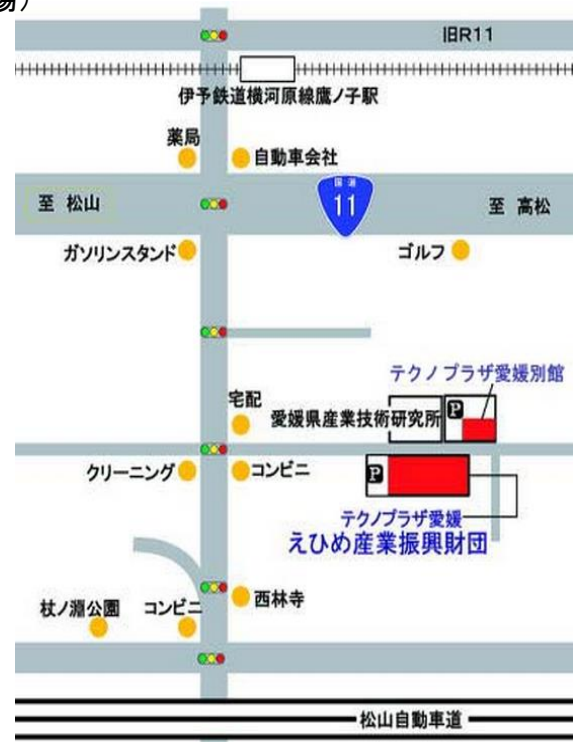 場）
旧R11
伊予鉄道横河原線鷹ノ子駅
薬局
自動車会社
至 松山
国道
11
至 高松
ガソリンスタンド
ゴルフ
テクノプラザ愛媛別館
宅配
愛媛県産業技術研究所
P
クリーニング
コンビニ
P
テクノプラザ愛媛
えひめ産業振興財団
杖ノ淵公園
コンビニ
西林寺
松山自動車道